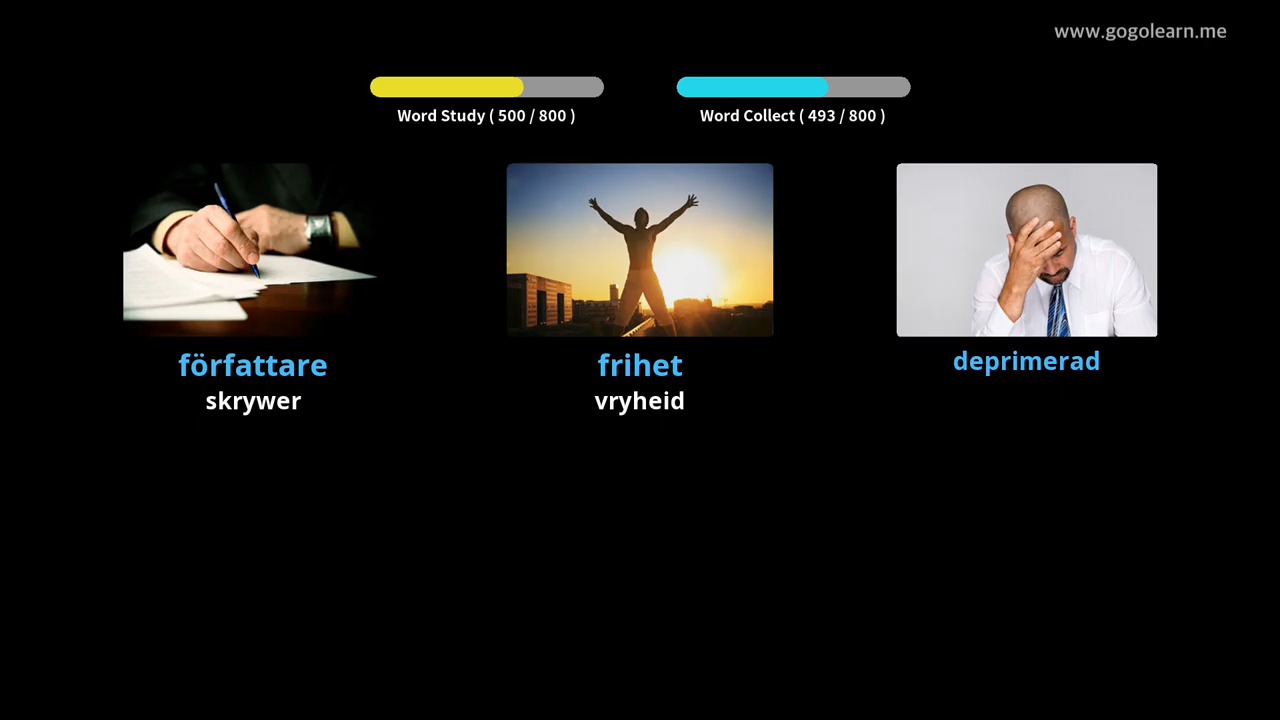 www.gogolearn.me
Word Study ( 500 / 800 )
Word Collect ( 493 / 800 )
författare
skrywer
frihet
vryheid
deprimerad